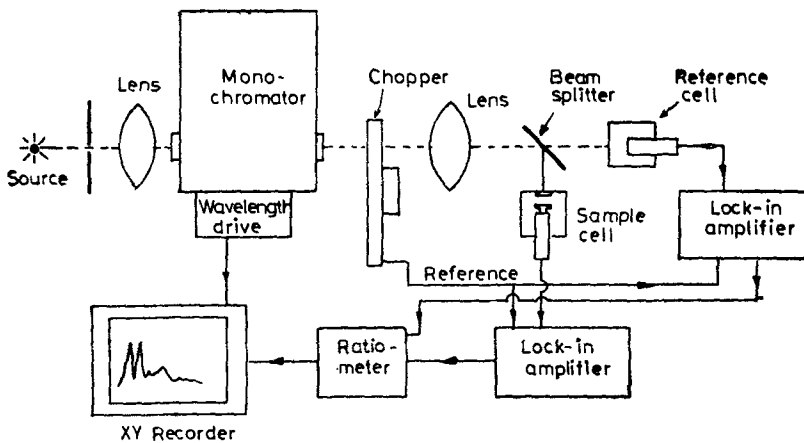 Source
Lens
Mono-
chromator
Wavelength
drive
Chopper
Lens
Beam
splitter
Reference
cell
Sample
cell
Lock-in
amplifier
Reference
Ratio-
meter
Lock-in
amplifier
XY Recorder